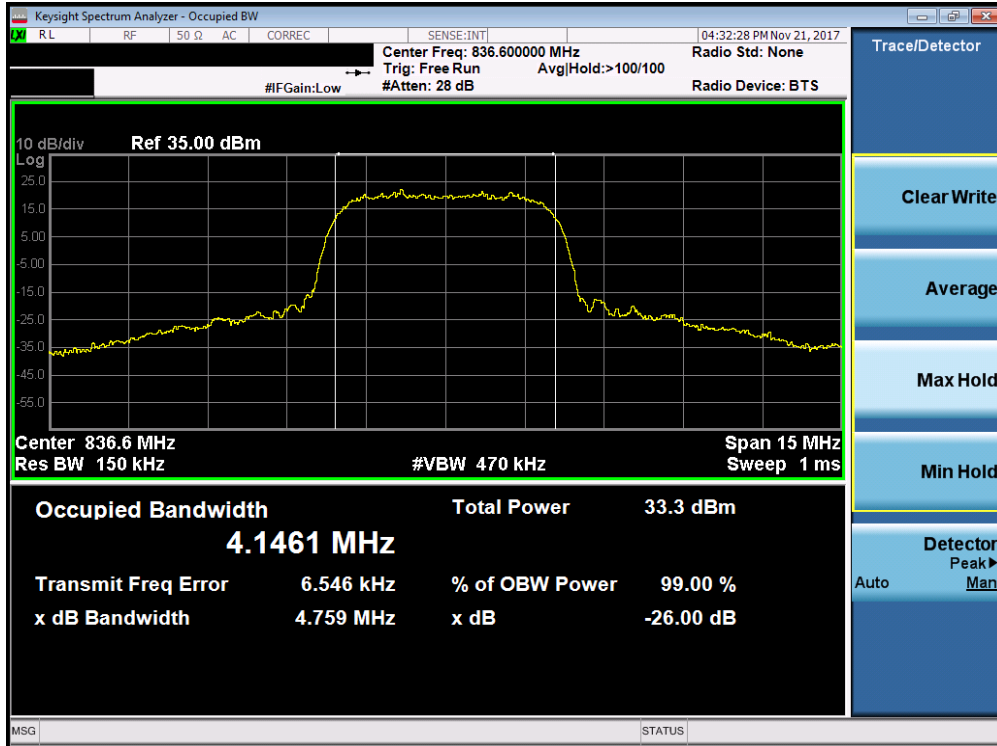 Keysight Spectrum Analyzer - Occupied BW
LXI RL RF 50 Ω AC CORREC SENSE:INT 04:32:28 PM Nov 21, 2017
Center Freq: 836.600000 MHz Radio Std: None
Trig: Free Run Avg|Hold:>100/100
#IFGain:Low #Atten: 28 dB Radio Device: BTS
10 dB/div Ref 35.00 dBm
Log
25.0
15.0
5.00
-5.00
-15.0
-25.0
-35.0
-45.0
-55.0
Center 836.6 MHz Span 15 MHz
Res BW 150 kHz #VBW 470 kHz Sweep 1 ms
Occupied Bandwidth Total Power 33.3 dBm
4.1461 MHz
Transmit Freq Error 6.546 kHz % of OBW Power 99.00 %
x dB Bandwidth 4.759 MHz x dB -26.00 dB
MSG STATUS
Trace/Detector
Clear Write
Average
Max Hold
Min Hold
Detector
Peak▶
Auto Man